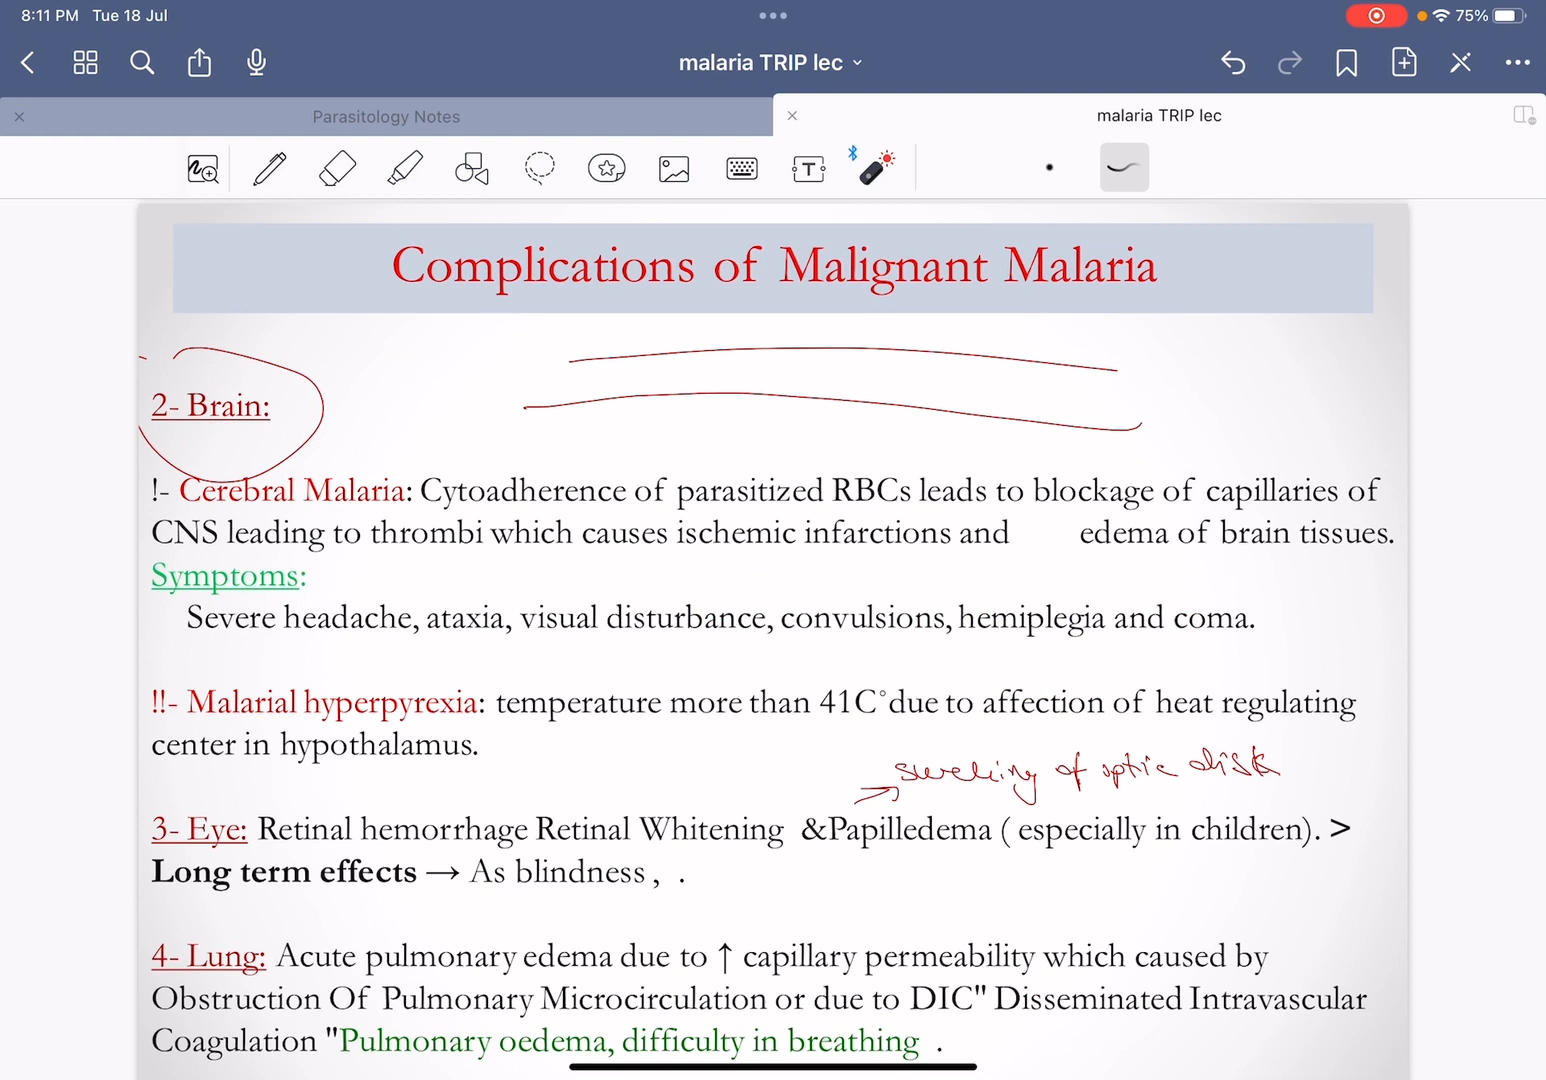 8:11 PM Tue 18 Jul
75%
malaria TRIP lec
Parasitology Notes
malaria TRIP lec
T
Complications of Malignant Malaria
2- Brain:
!- Cerebral Malaria: Cytoadherence of parasitized RBCs leads to blockage of capillaries of
CNS leading to thrombi which causes ischemic infarctions and edema of brain tissues.
Symptoms:
Severe headache, ataxia, visual disturbance, convulsions, hemiplegia and coma.
!!- Malarial hyperpyrexia: temperature more than 41C° due to affection of heat regulating
center in hypothalamus.
→ swelling of optic disk
3- Eye: Retinal hemorrhage Retinal Whitening &Papilledema ( especially in children). >
Long term effects → As blindness , .
4- Lung: Acute pulmonary edema due to ↑ capillary permeability which caused by
Obstruction Of Pulmonary Microcirculation or due to DIC" Disseminated Intravascular
Coagulation "Pulmonary oedema, difficulty in breathing .